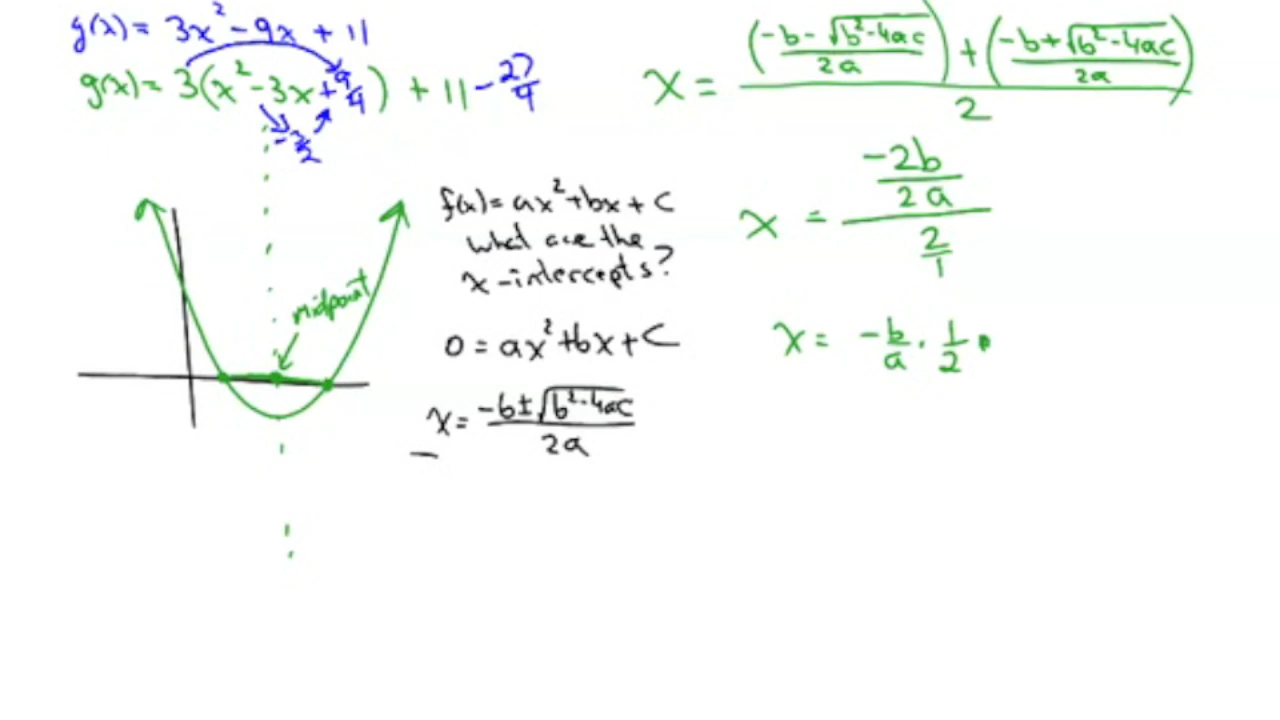 g(x) = 3x² - 9x + 11
g(x) = 3(x² - 3x + 9/4) + 11 - 27/4
-3/2
midpoint
f(x) = ax² + bx + c
what are the
x-intercepts?
0 = ax² + bx + c
x = (-b ± √(b² - 4ac))/(2a)
x = (((-b - √(b² - 4ac))/(2a)) + ((-b + √(b² - 4ac))/(2a)))/2
x = (-2b/2a)/(2/1)
x = -b/a · 1/2